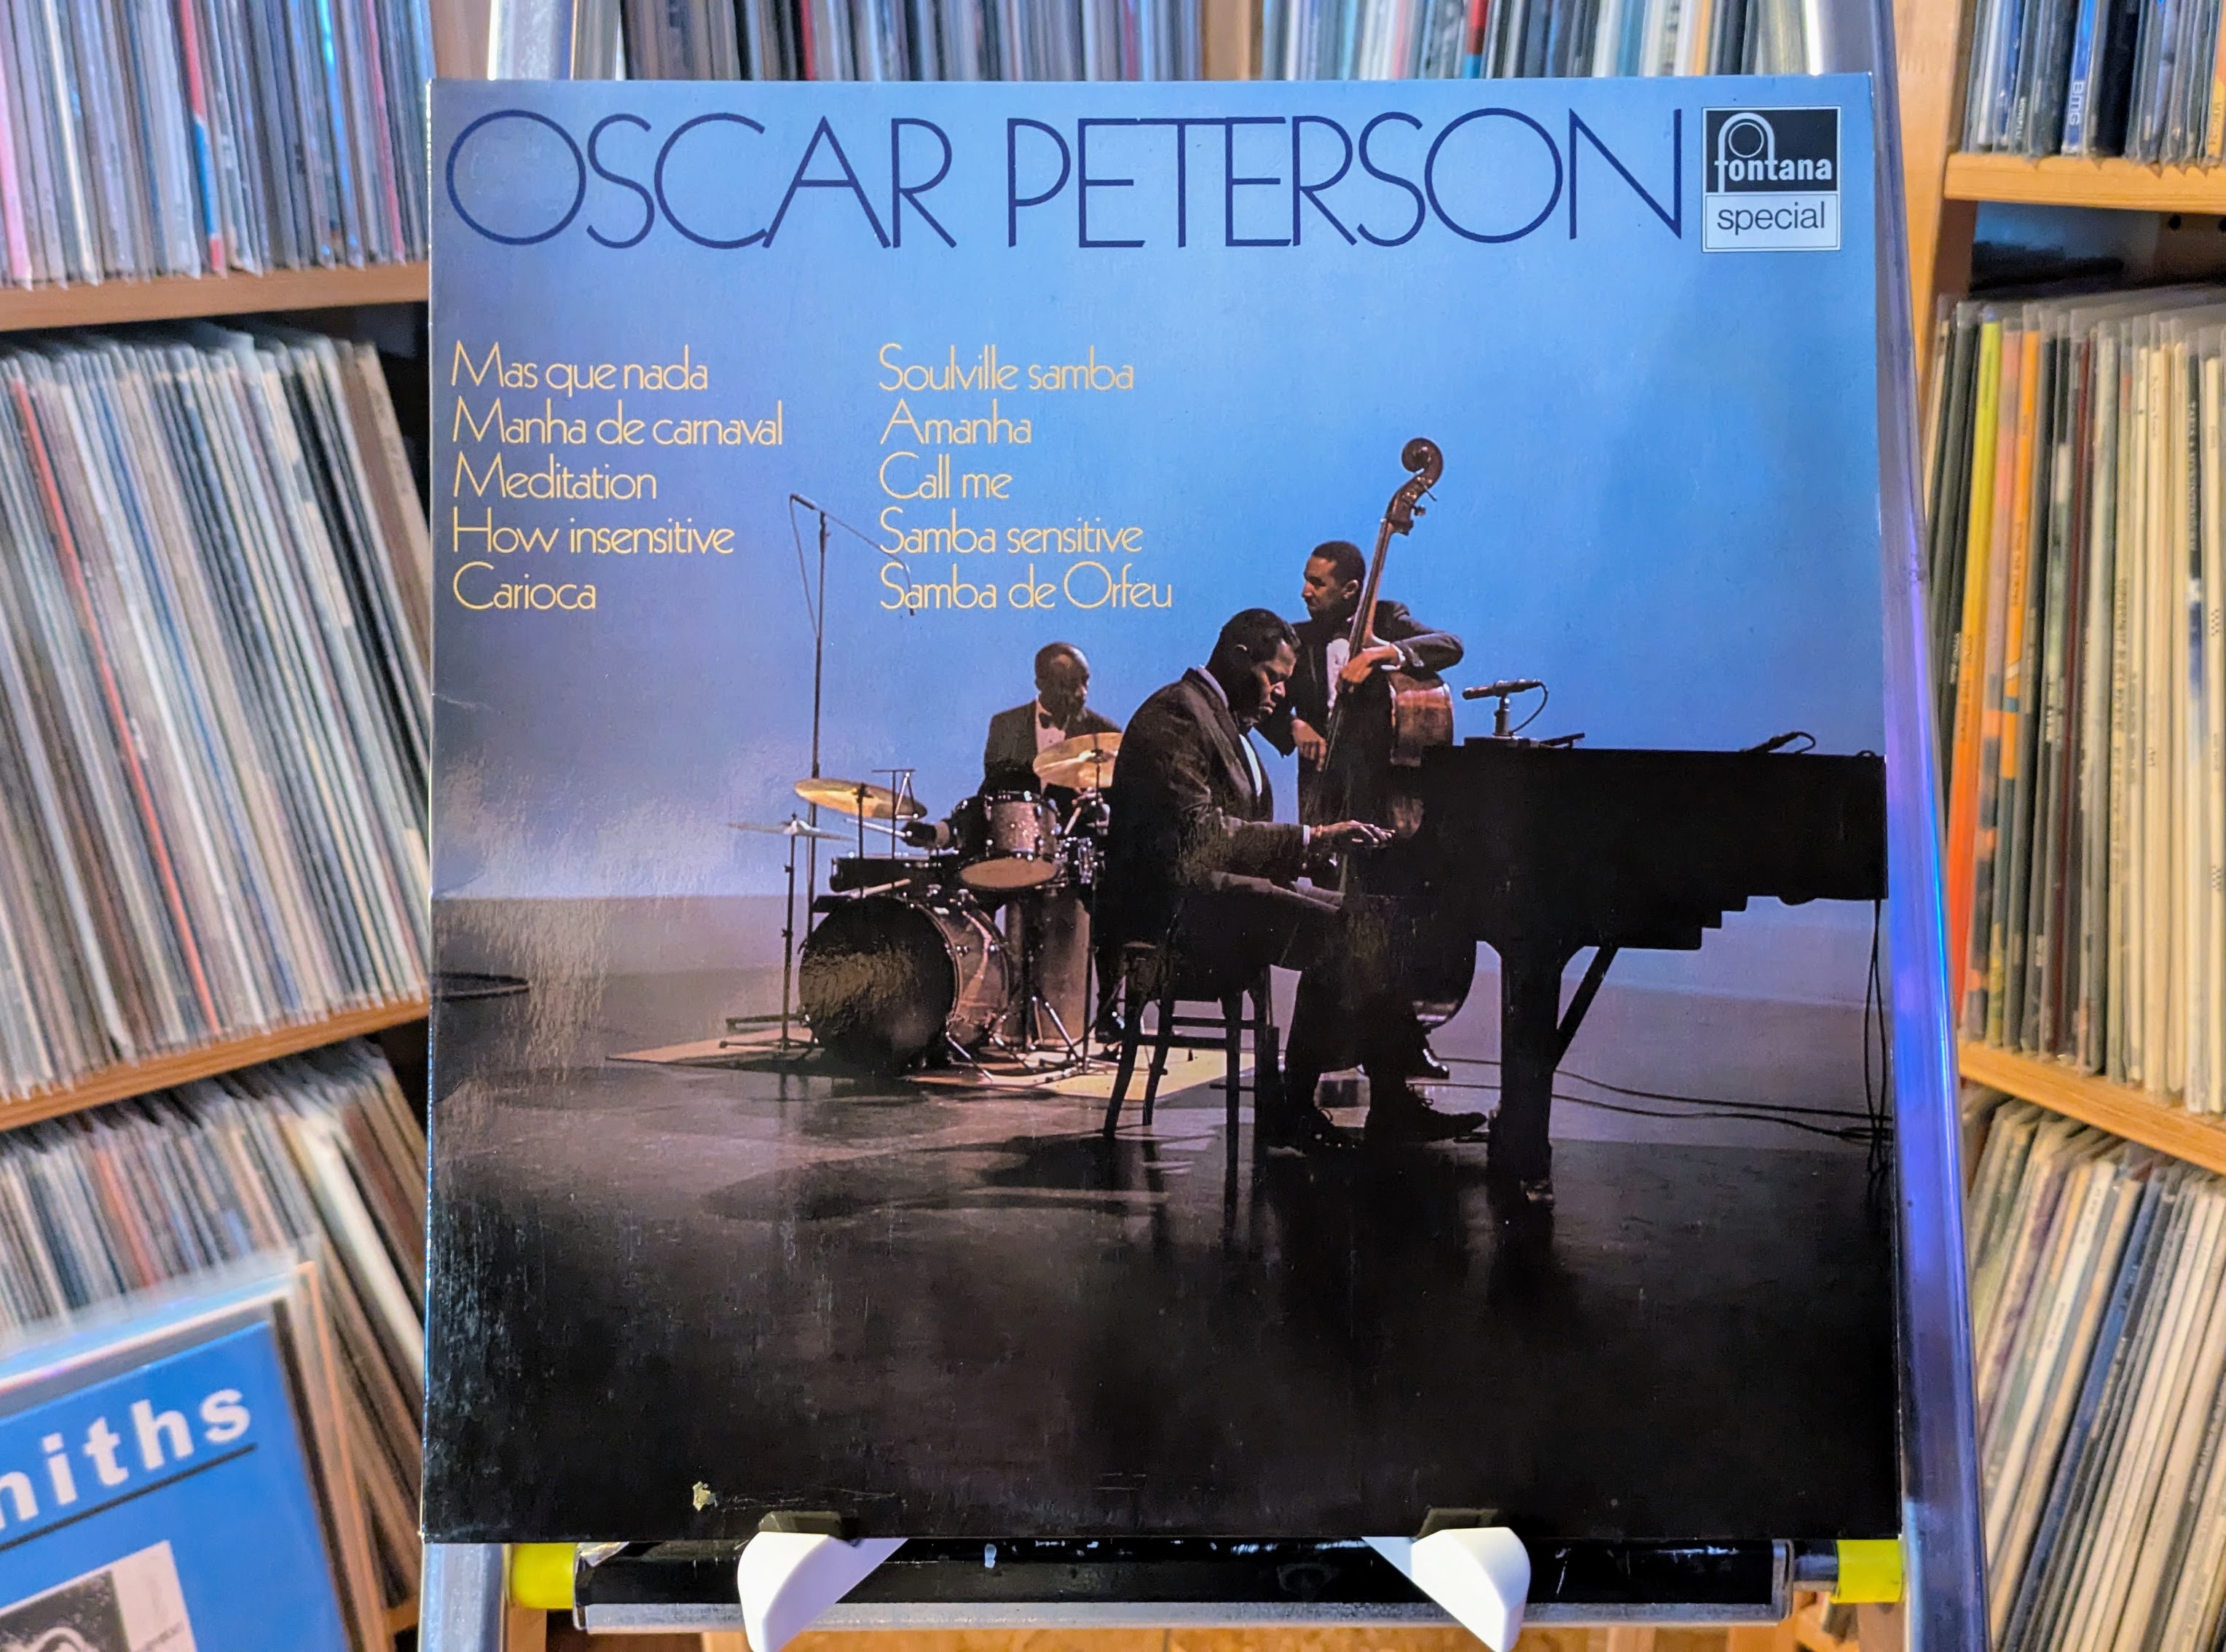 OSCAR PETERSON
fontana
special
Mas que nada
Manha de carnaval
Meditation
How insensitive
Carioca
Soulville samba
Amanha
Call me
Samba sensitive
Samba de Orfeu
BMG
niths